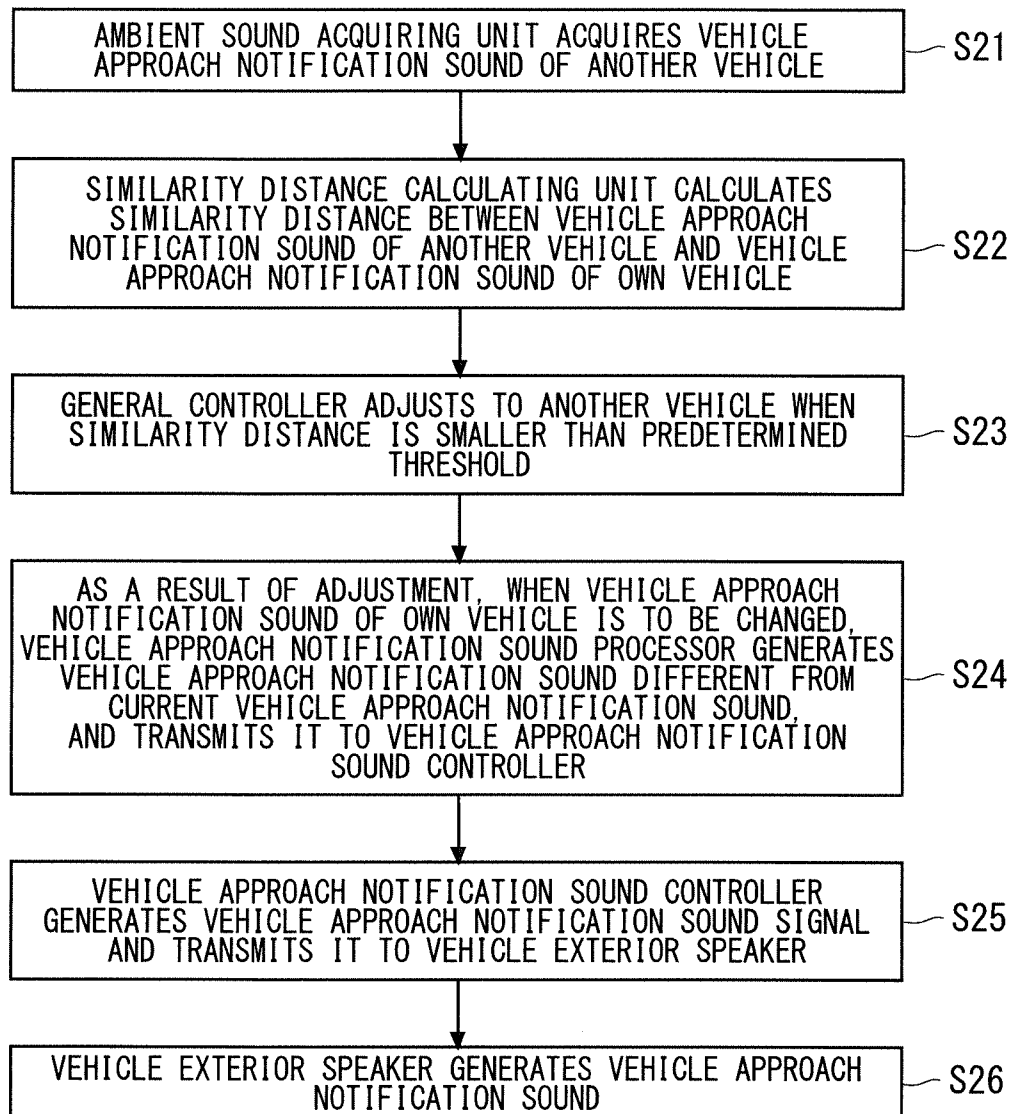 AMBIENT SOUND ACQUIRING UNIT ACQUIRES VEHICLE
APPROACH NOTIFICATION SOUND OF ANOTHER VEHICLE
S21
SIMILARITY DISTANCE CALCULATING UNIT CALCULATES
SIMILARITY DISTANCE BETWEEN VEHICLE APPROACH
NOTIFICATION SOUND OF ANOTHER VEHICLE AND VEHICLE
APPROACH NOTIFICATION SOUND OF OWN VEHICLE
S22
GENERAL CONTROLLER ADJUSTS TO ANOTHER VEHICLE WHEN
SIMILARITY DISTANCE IS SMALLER THAN PREDETERMINED
THRESHOLD
S23
AS A RESULT OF ADJUSTMENT, WHEN VEHICLE APPROACH
NOTIFICATION SOUND OF OWN VEHICLE IS TO BE CHANGED,
VEHICLE APPROACH NOTIFICATION SOUND PROCESSOR GENERATES
VEHICLE APPROACH NOTIFICATION SOUND DIFFERENT FROM
CURRENT VEHICLE APPROACH NOTIFICATION SOUND,
AND TRANSMITS IT TO VEHICLE APPROACH NOTIFICATION
SOUND CONTROLLER
S24
VEHICLE APPROACH NOTIFICATION SOUND CONTROLLER
GENERATES VEHICLE APPROACH NOTIFICATION SOUND SIGNAL
AND TRANSMITS IT TO VEHICLE EXTERIOR SPEAKER
S25
VEHICLE EXTERIOR SPEAKER GENERATES VEHICLE APPROACH
NOTIFICATION SOUND
S26